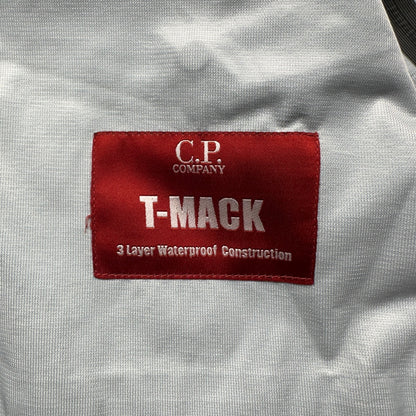 C.P.
COMPANY
T-MACK
3 Layer Waterproof Construction